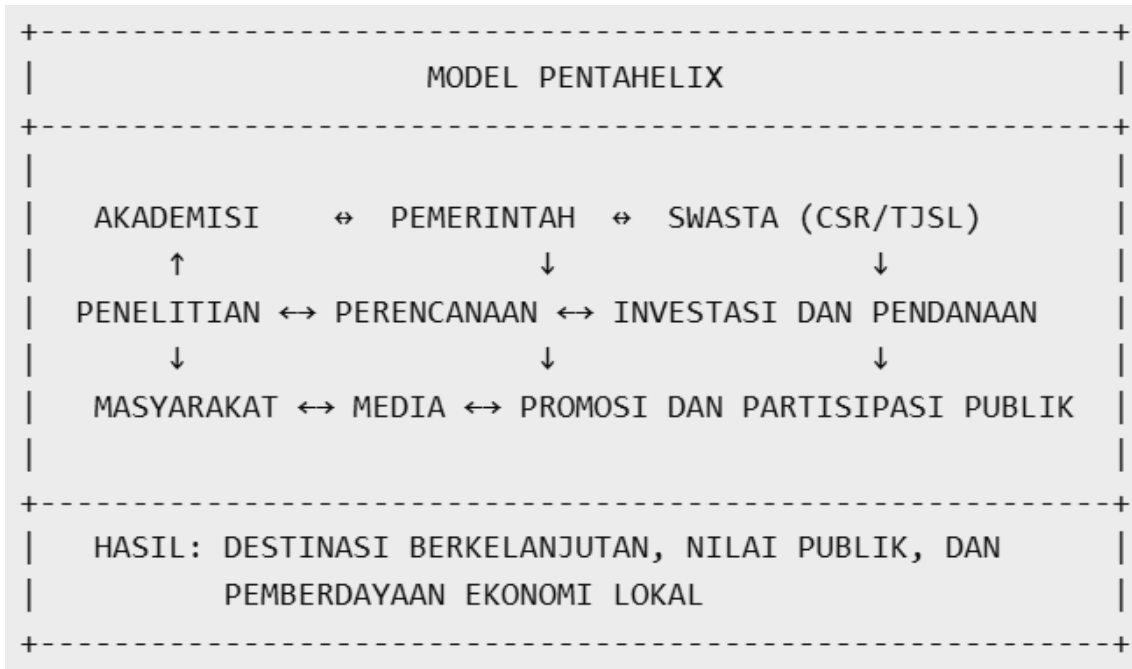 +-----------------------------------------------------------+
| MODEL PENTAHELIX |
+-----------------------------------------------------------+
| |
| AKADEMISI ↔ PEMERINTAH ↔ SWASTA (CSR/TJSL) |
| ↑ ↓ ↓ |
| PENELITIAN ↔ PERENCANAAN ↔ INVESTASI DAN PENDANAAN |
| ↓ ↓ ↓ |
| MASYARAKAT ↔ MEDIA ↔ PROMOSI DAN PARTISIPASI PUBLIK |
| |
+-----------------------------------------------------------+
| HASIL: DESTINASI BERKELANJUTAN, NILAI PUBLIK, DAN |
| PEMBERDAYAAN EKONOMI LOKAL |
+-----------------------------------------------------------+